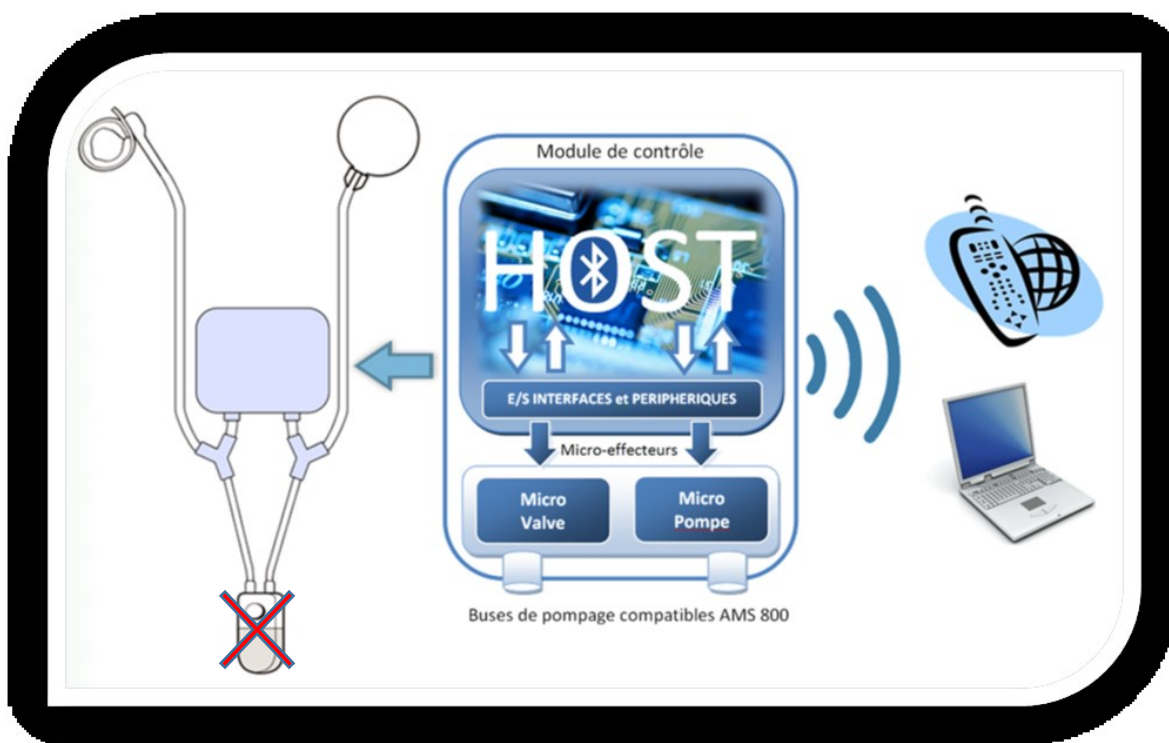 Module de contrôle
HOST
E/S INTERFACES et PERIPHERIQUES
Micro-effecteurs
Micro
Valve
Micro
Pompe
Buses de pompage compatibles AMS 800